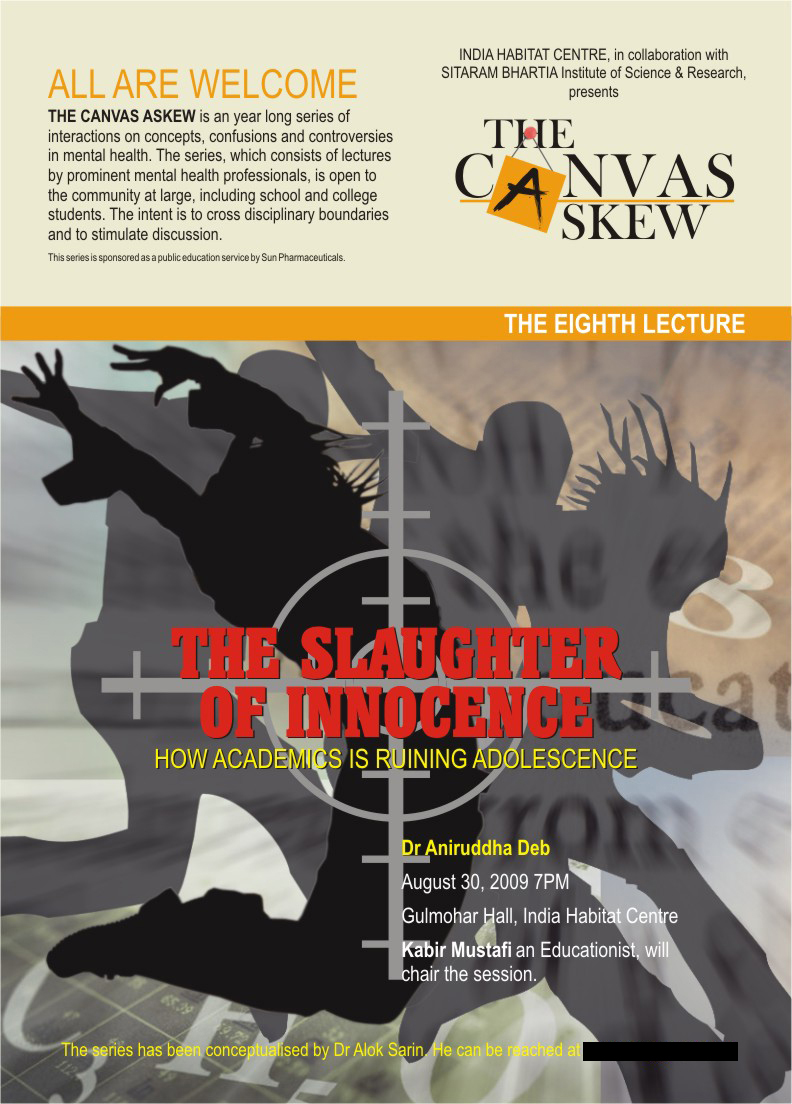 ALL ARE WELCOME
THE CANVAS ASKEW is an year long series of
interactions on concepts, confusions and controversies
in mental health. The series, which consists of lectures
by prominent mental health professionals, is open to
the community at large, including school and college
students. The intent is to cross disciplinary boundaries
and to stimulate discussion.
This series is sponsored as a public education service by Sun Pharmaceuticals.
INDIA HABITAT CENTRE, in collaboration with
SITARAM BHARTIA Institute of Science & Research,
presents
THE
CANVAS
ASKEW
THE EIGHTH LECTURE
the
8
ucat
from
THE SLAUGHTER
OF INNOCENCE
HOW ACADEMICS IS RUINING ADOLESCENCE
Dr Aniruddha Deb
August 30, 2009 7PM
Gulmohar Hall, India Habitat Centre
Kabir Mustafi an Educationist, will
chair the session.
The series has been conceptualised by Dr Alok Sarin. He can be reached at